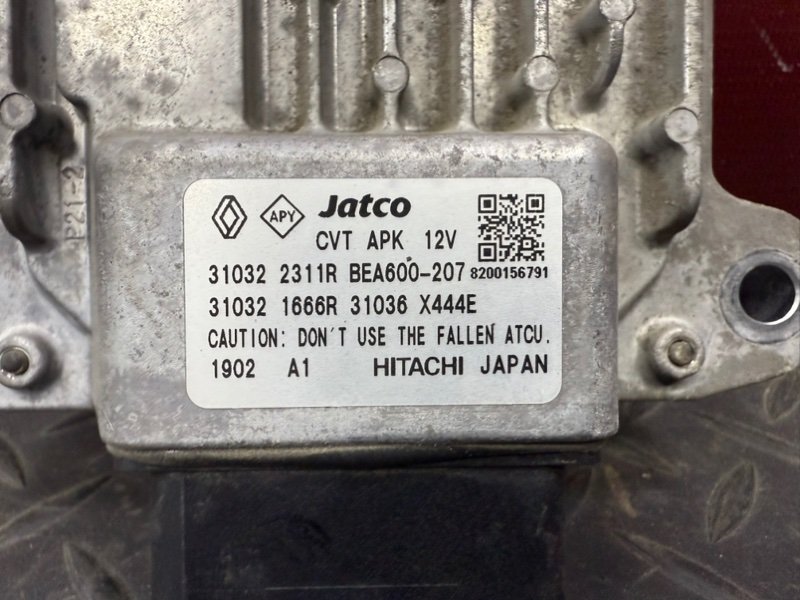 P21-2
APY Jatco
CVT APK 12V
31032 2311R BEA600-207 8200156791
31032 1666R 31036 X444E
CAUTION: DON'T USE THE FALLEN ATCU.
1902 A1 HITACHI JAPAN